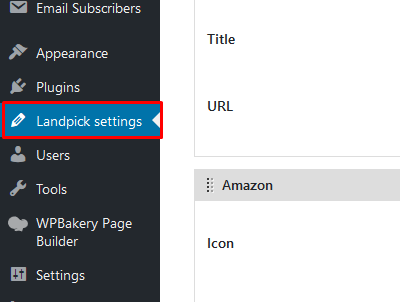 Email Subscribers
Appearance
Plugins
Landpick settings
Users
Tools
WPBakery Page
Builder
Settings
Title
URL
Amazon
Icon